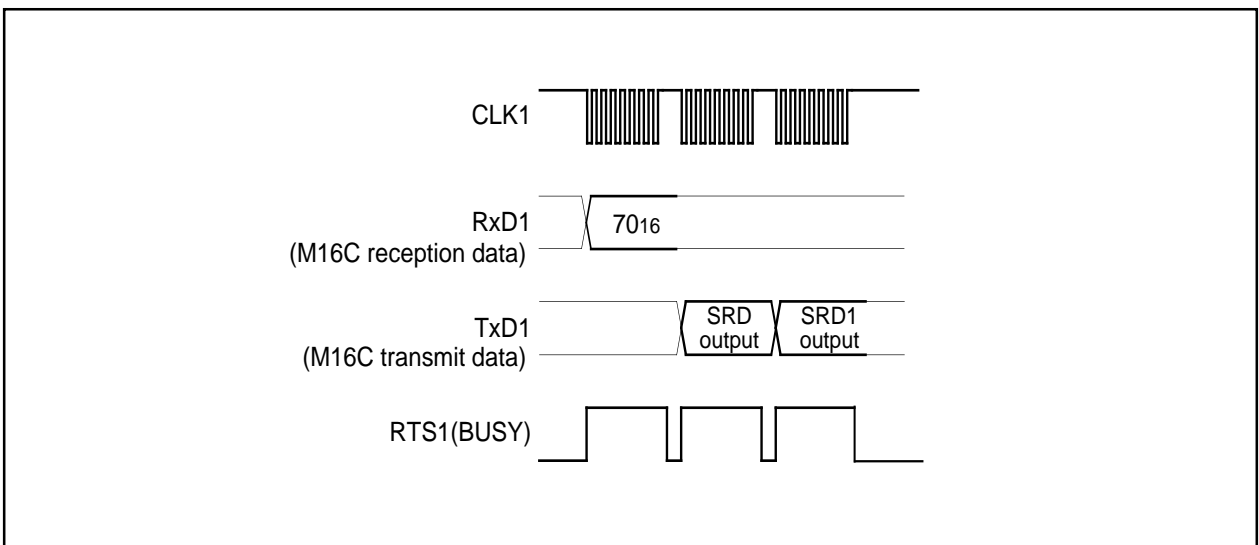 CLK1
RxD1
(M16C reception data)
7016
TxD1
(M16C transmit data)
SRD
output
SRD1
output
RTS1(BUSY)